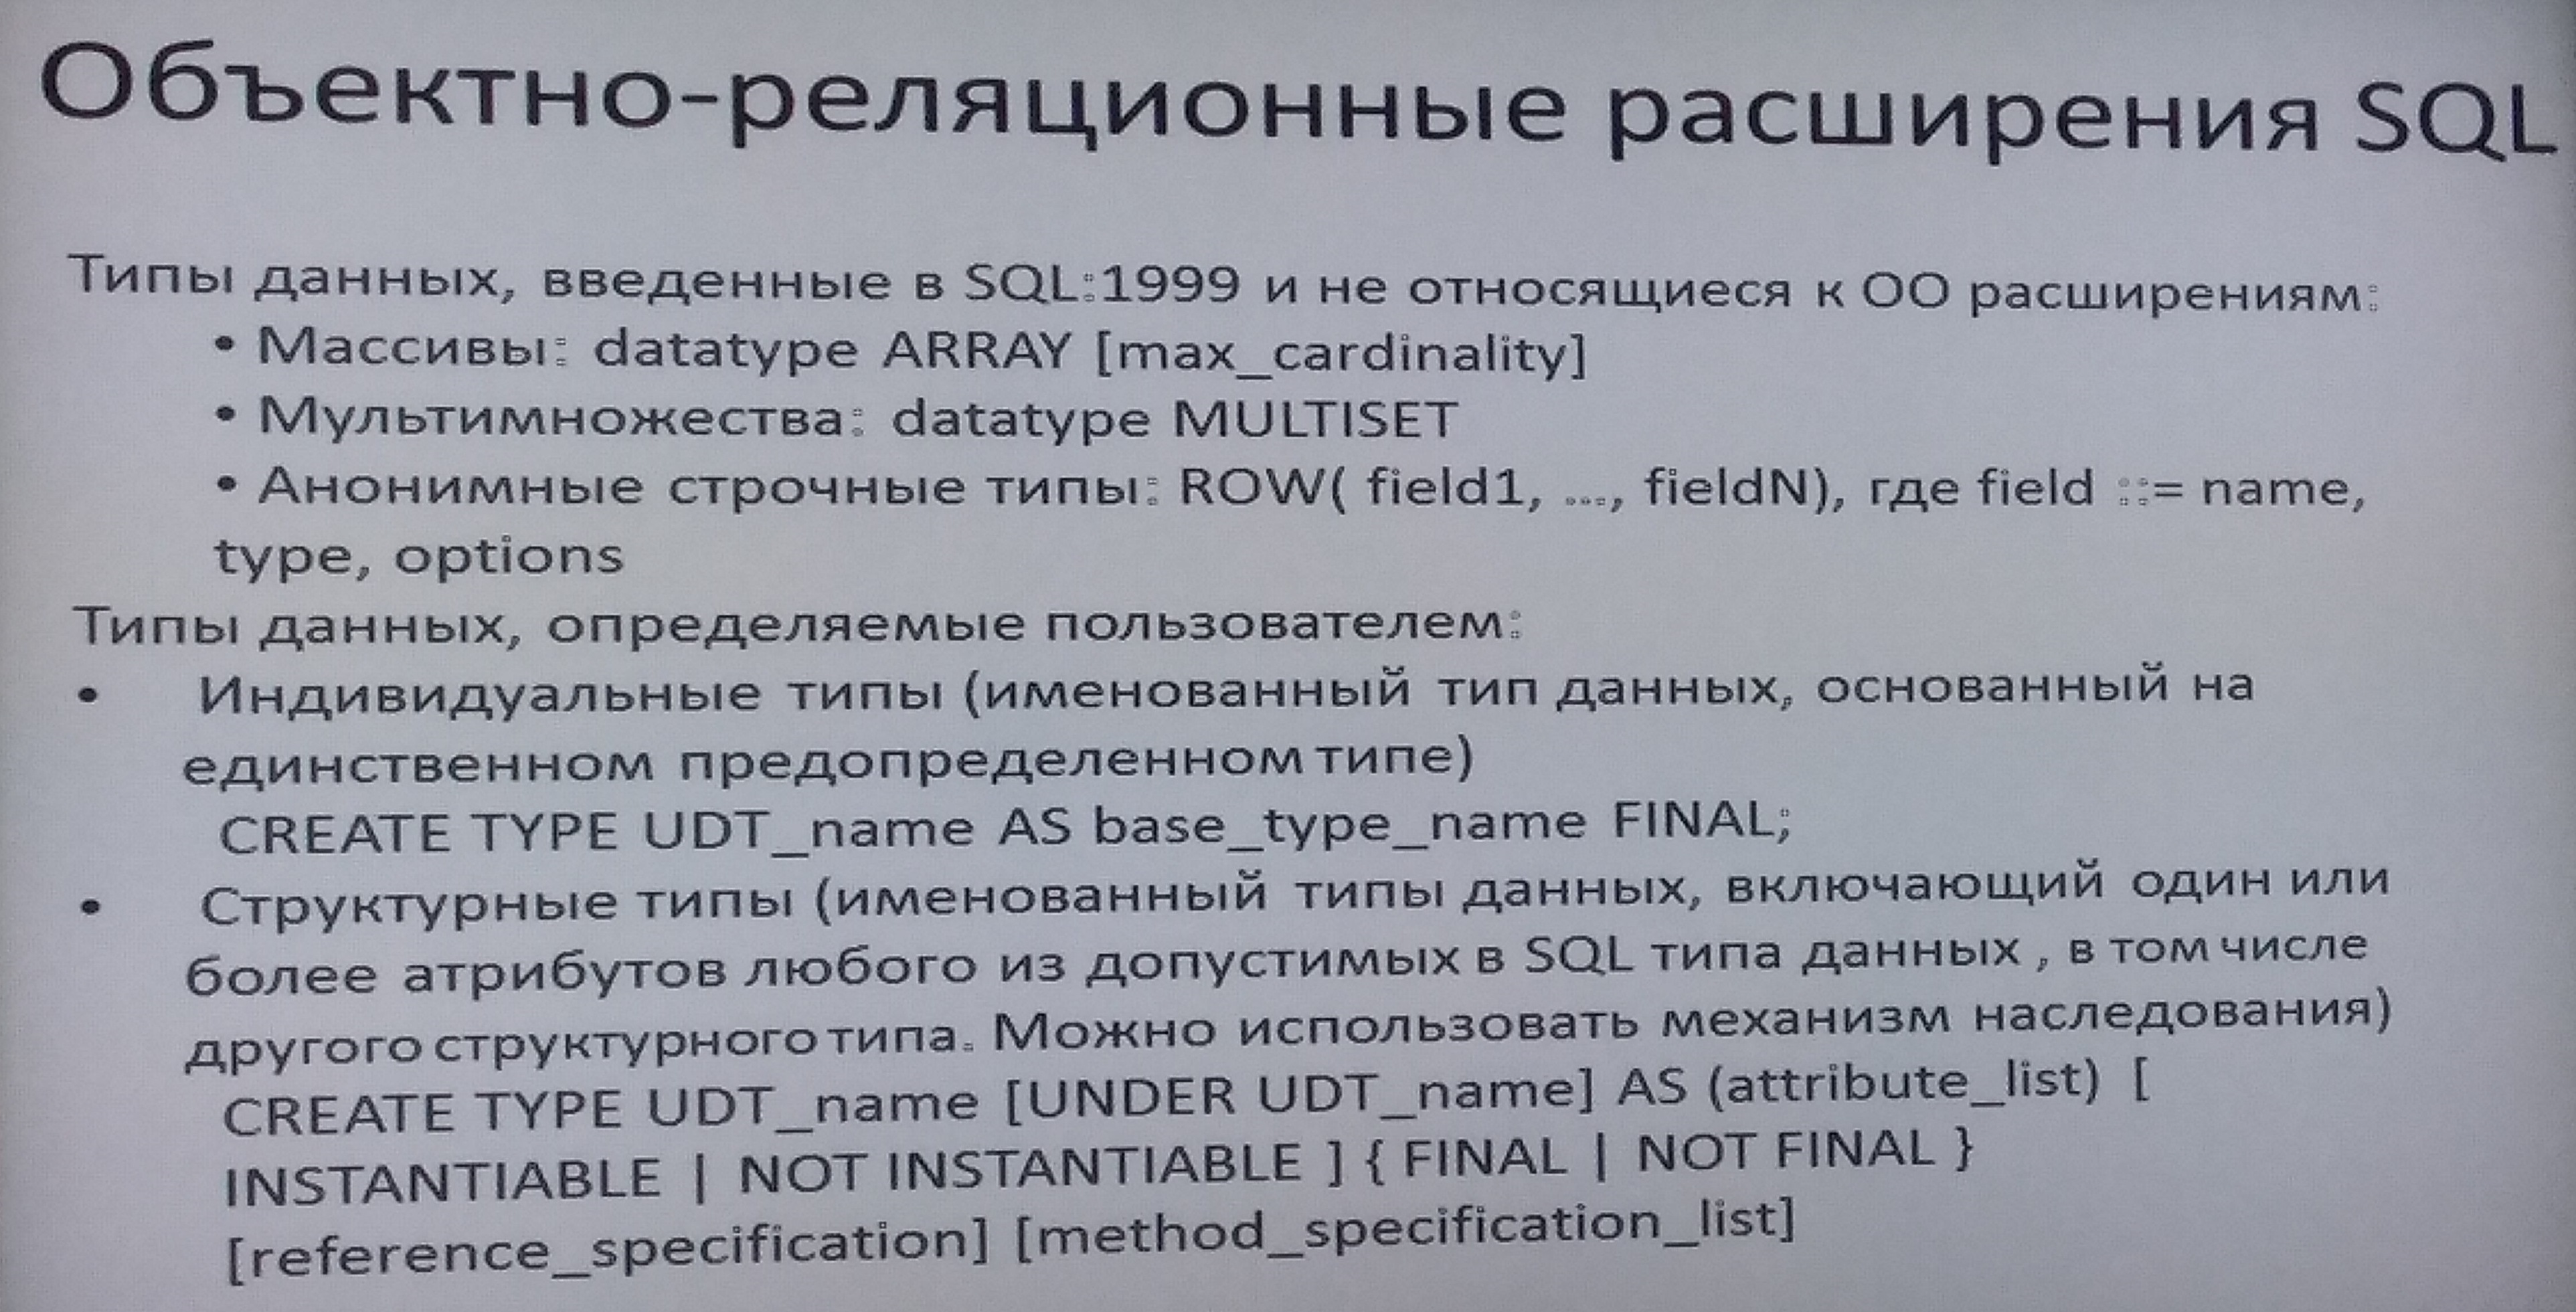 Объектно-реляционные расширения SQL
Типы данных, введенные в SQL:1999 и не относящиеся к ОО расширениям:
• Массивы: datatype ARRAY [max_cardinality]
• Мультимножества: datatype MULTISET
• Анонимные строчные типы: ROW( field1, ..., fieldN), где field ::= name,
type, options
Типы данных, определяемые пользователем:
• Индивидуальные типы (именованный тип данных, основанный на
единственном предопределенном типе)
CREATE TYPE UDT_name AS base_type_name FINAL;
• Структурные типы (именованный типы данных, включающий один или
более атрибутов любого из допустимых в SQL типа данных , в том числе
другого структурного типа. Можно использовать механизм наследования)
CREATE TYPE UDT_name [UNDER UDT_name] AS (attribute_list) [
INSTANTIABLE | NOT INSTANTIABLE ] { FINAL | NOT FINAL }
[reference_specification] [method_specification_list]